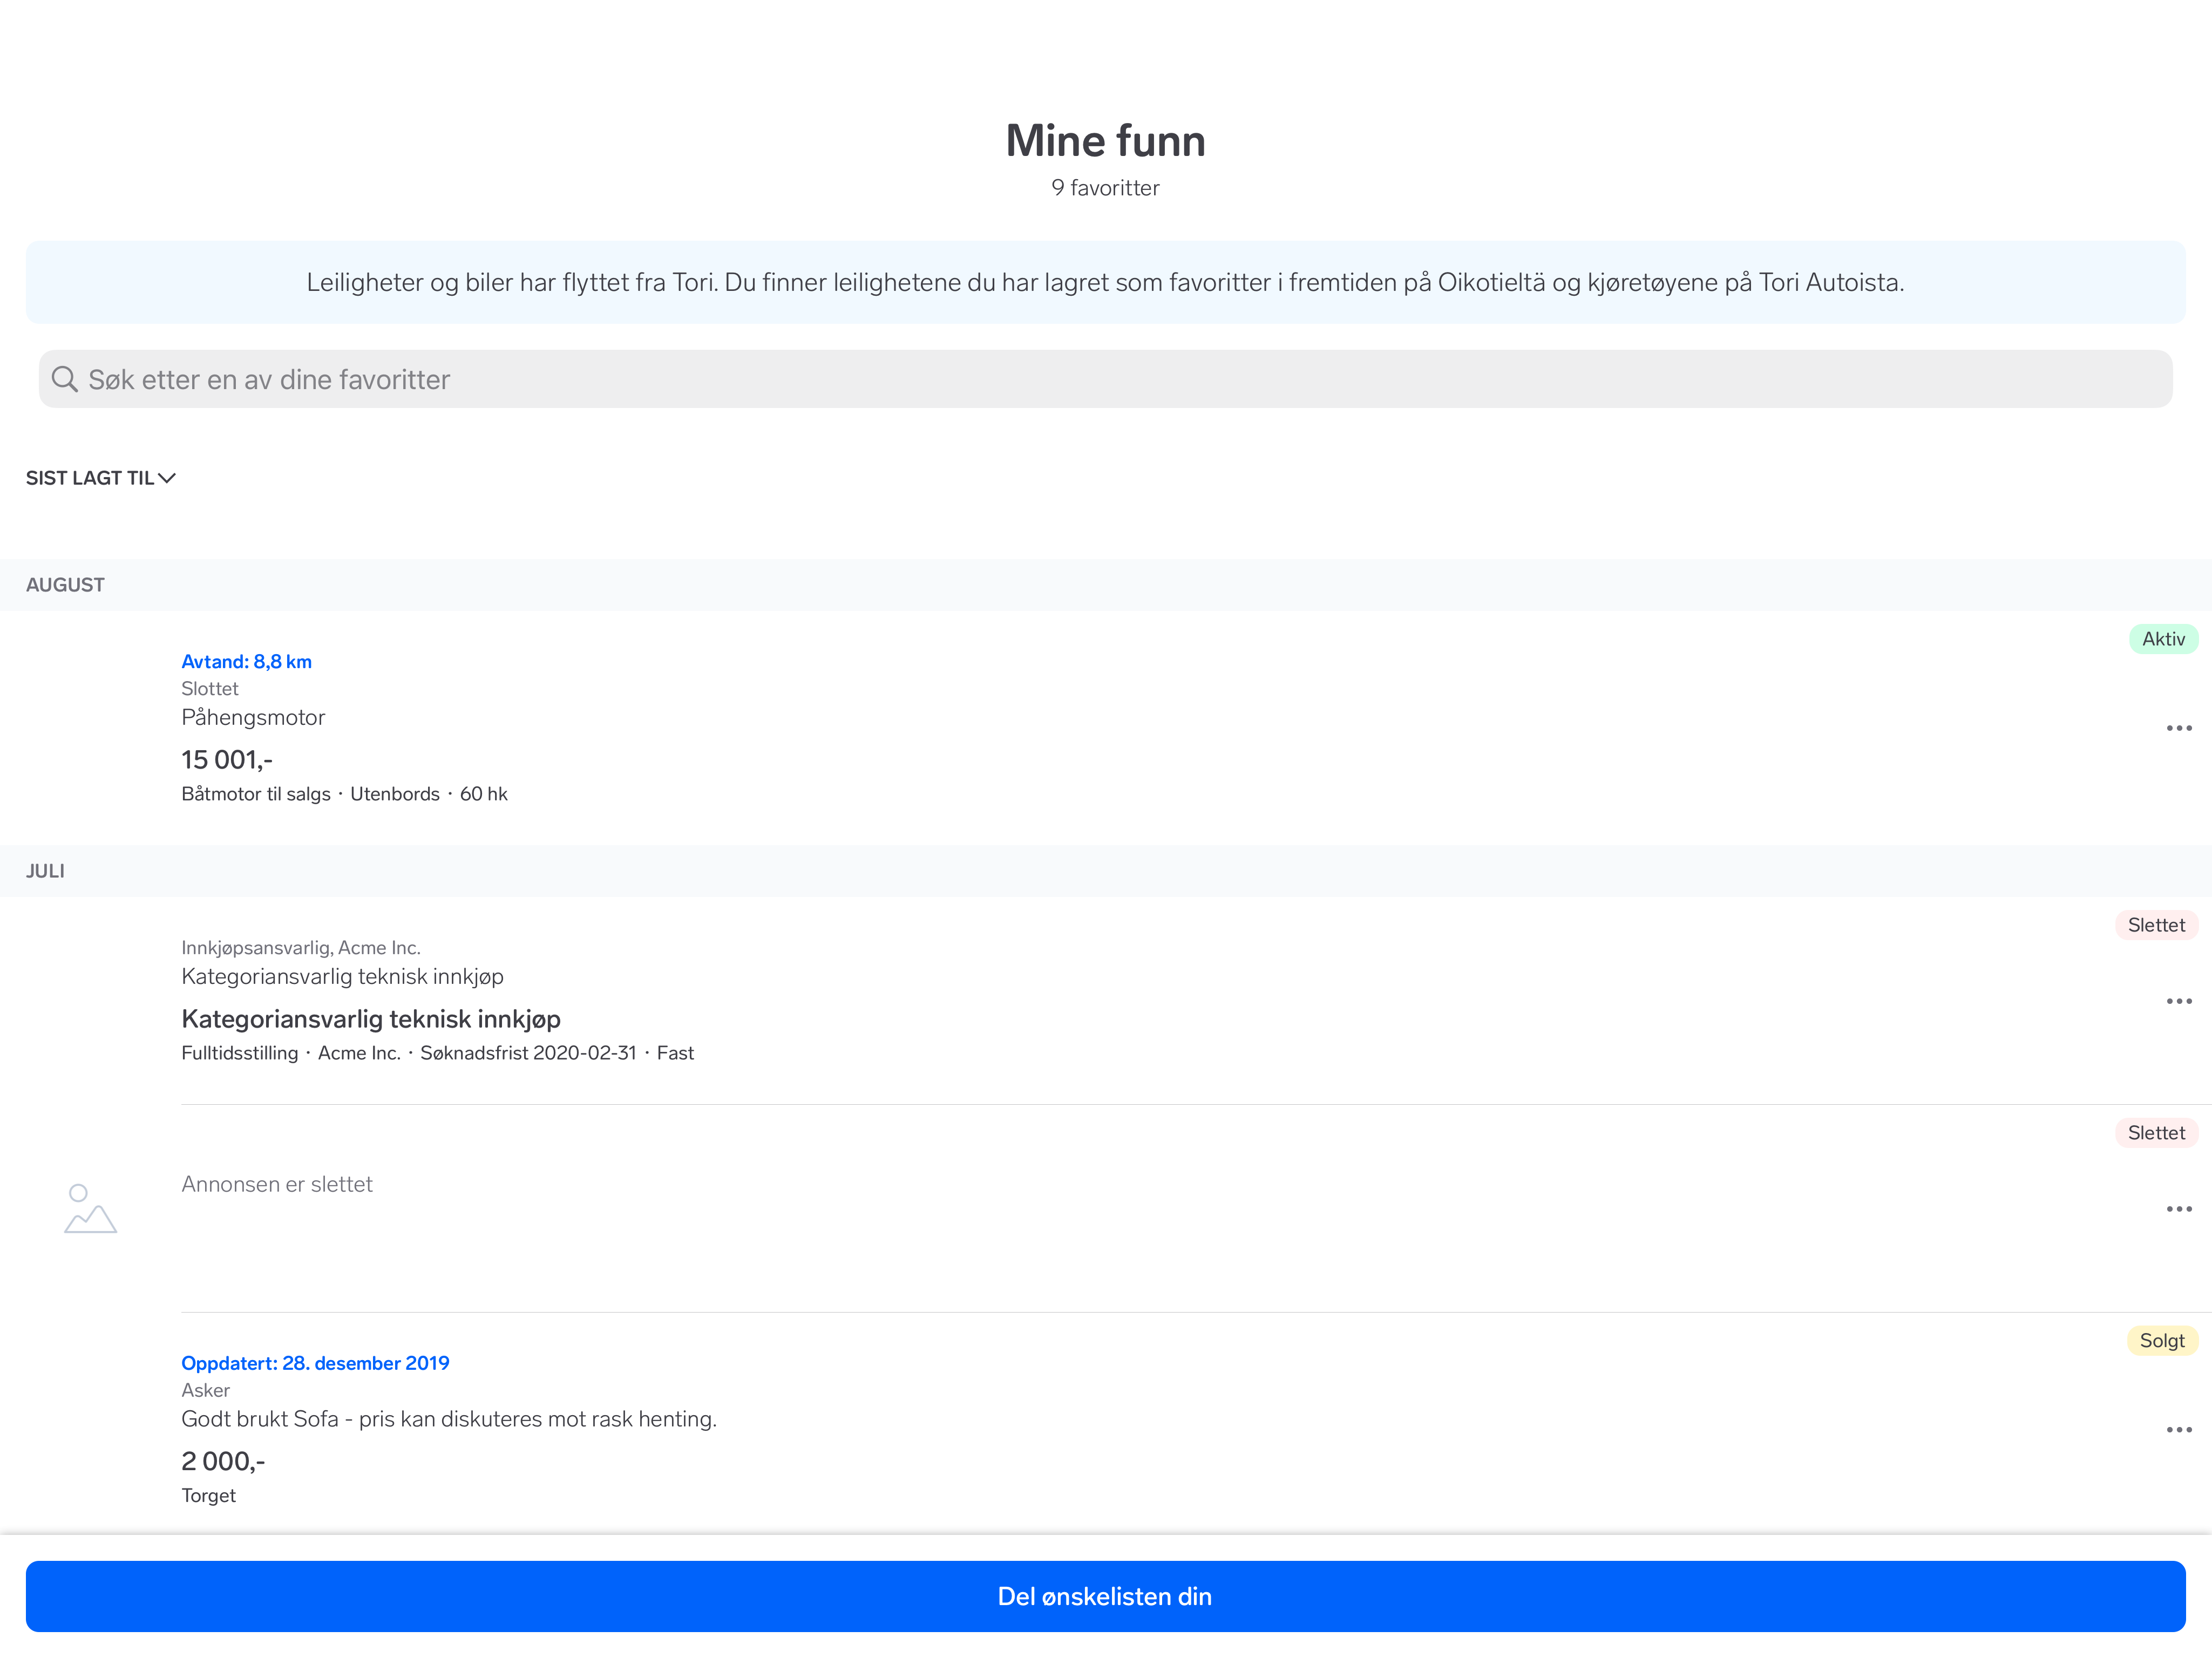 Mine funn
9 favoritter
Leiligheter og biler har flyttet fra Tori. Du finner leilighetene du har lagret som favoritter i fremtiden på Oikotieltä og kjøretøyene på Tori Autoista.
Søk etter en av dine favoritter
SIST LAGT TIL
AUGUST
Aktiv
Avtand: 8,8 km
Slottet
Påhengsmotor
15 001,-
Båtmotor til salgs · Utenbords · 60 hk
JULI
Slettet
Innkjøpsansvarlig, Acme Inc.
Kategoriansvarlig teknisk innkjøp
Kategoriansvarlig teknisk innkjøp
Fulltidsstilling · Acme Inc. · Søknadsfrist 2020-02-31 · Fast
Slettet
Annonsen er slettet
Solgt
Oppdatert: 28. desember 2019
Asker
Godt brukt Sofa - pris kan diskuteres mot rask henting.
2 000,-
Torget
Del ønskelisten din